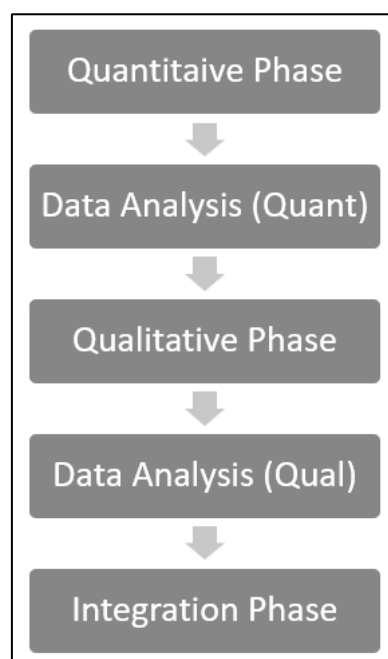 Quantitaive Phase
Data Analysis (Quant)
Qualitative Phase
Data Analysis (Qual)
Integration Phase